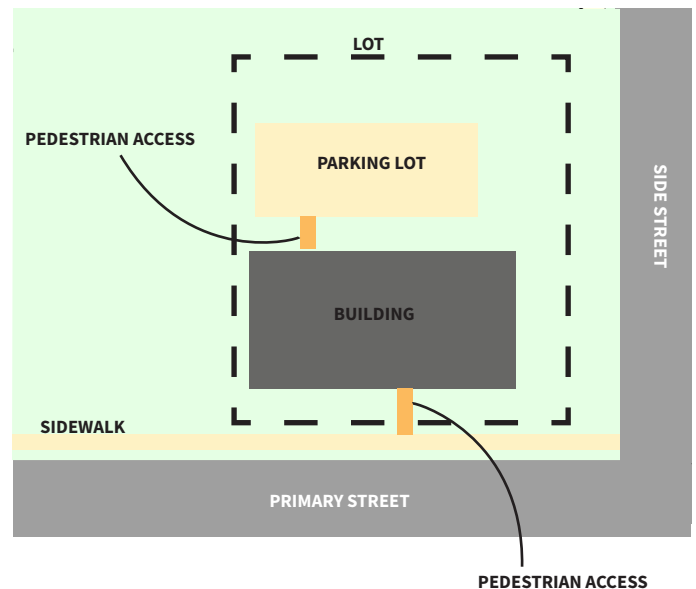 LOT
PEDESTRIAN ACCESS
PARKING LOT
SIDE STREET
BUILDING
SIDEWALK
PRIMARY STREET
PEDESTRIAN ACCESS